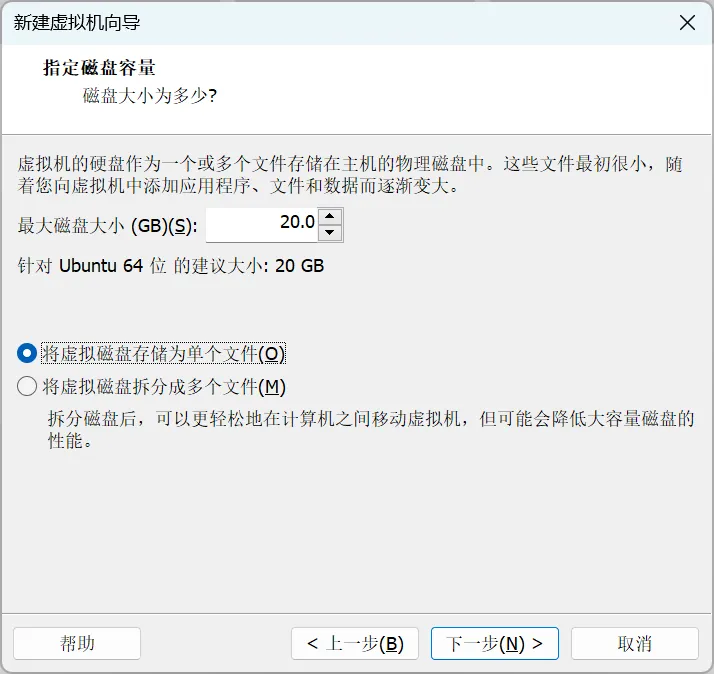 新建虚拟机向导
指定磁盘容量
磁盘大小为多少?
虚拟机的硬盘作为一个或多个文件存储在主机的物理磁盘中。这些文件最初很小，随
着您向虚拟机中添加应用程序、文件和数据而逐渐变大。
最大磁盘大小 (GB)(S): 20.0
针对 Ubuntu 64 位 的建议大小: 20 GB
将虚拟磁盘存储为单个文件(O)
将虚拟磁盘拆分成多个文件(M)
拆分磁盘后，可以更轻松地在计算机之间移动虚拟机，但可能会降低大容量磁盘的
性能。
帮助 < 上一步(B) 下一步(N) > 取消